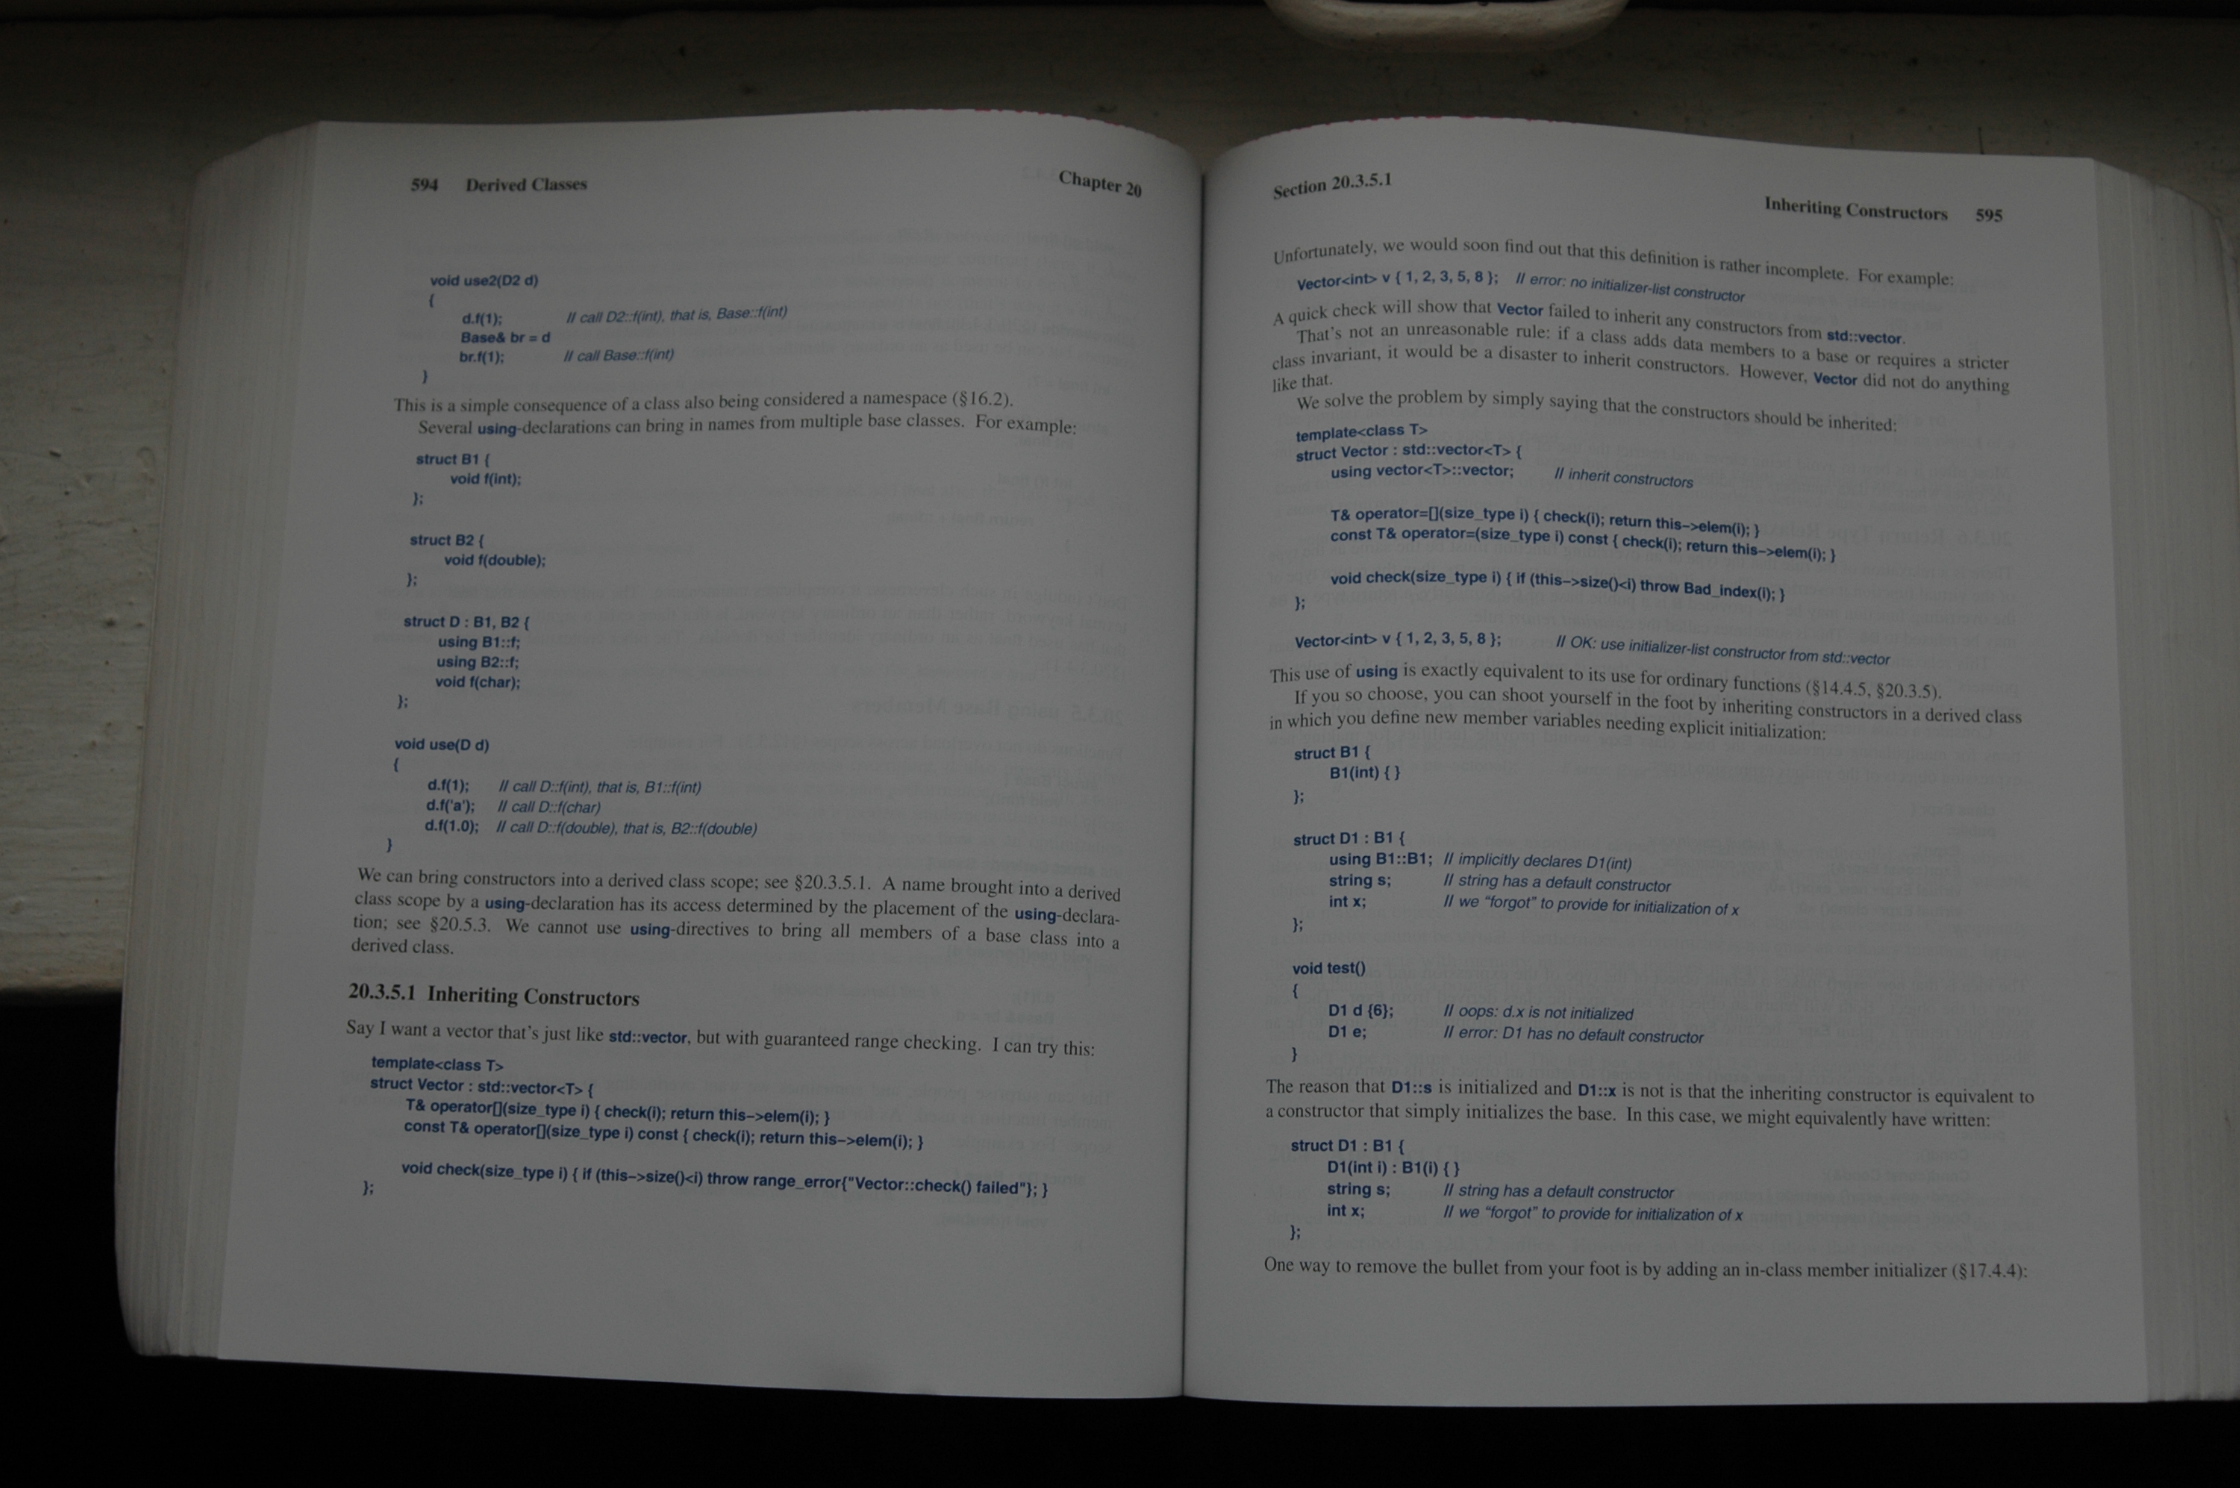 594 Derived Classes Chapter 20
void use2(D2 d)
{
d.f(1); // call D2::f(int), that is, Base::f(int)
Base& br = d
br.f(1); // call Base::f(int)
}
This is a simple consequence of a class also being considered a namespace (§16.2).
Several using-declarations can bring in names from multiple base classes. For example:
struct B1 {
void f(int);
};
struct B2 {
void f(double);
};
struct D : B1, B2 {
using B1::f;
using B2::f;
void f(char);
};
void use(D d)
{
d.f(1); // call D::f(int), that is, B1::f(int)
d.f('a'); // call D::f(char)
d.f(1.0); // call D::f(double), that is, B2::f(double)
}
We can bring constructors into a derived class scope; see §20.3.5.1. A name brought into a derived
class scope by a using-declaration has its access determined by the placement of the using-declara-
tion; see §20.5.3. We cannot use using-directives to bring all members of a base class into a
derived class.
20.3.5.1 Inheriting Constructors
Say I want a vector that's just like std::vector, but with guaranteed range checking. I can try this:
template<class T>
struct Vector : std::vector<T> {
T& operator[](size_type i) { check(i); return this->elem(i); }
const T& operator[](size_type i) const { check(i); return this->elem(i); }
void check(size_type i) { if (this->size()<i) throw range_error{"Vector::check() failed"}; }
};
Section 20.3.5.1 Inheriting Constructors 595
Unfortunately, we would soon find out that this definition is rather incomplete. For example:
Vector<int> v { 1, 2, 3, 5, 8 }; // error: no initializer-list constructor
A quick check will show that Vector failed to inherit any constructors from std::vector.
That's not an unreasonable rule: if a class adds data members to a base or requires a stricter
class invariant, it would be a disaster to inherit constructors. However, Vector did not do anything
like that.
We solve the problem by simply saying that the constructors should be inherited:
template<class T>
struct Vector : std::vector<T> {
using vector<T>::vector; // inherit constructors
T& operator=[](size_type i) { check(i); return this->elem(i); }
const T& operator=(size_type i) const { check(i); return this->elem(i); }
void check(size_type i) { if (this->size()<i) throw Bad_index(i); }
};
Vector<int> v { 1, 2, 3, 5, 8 }; // OK: use initializer-list constructor from std::vector
This use of using is exactly equivalent to its use for ordinary functions (§14.4.5, §20.3.5).
If you so choose, you can shoot yourself in the foot by inheriting constructors in a derived class
in which you define new member variables needing explicit initialization:
struct B1 {
B1(int) { }
};
struct D1 : B1 {
using B1::B1; // implicitly declares D1(int)
string s; // string has a default constructor
int x; // we “forgot” to provide for initialization of x
};
void test()
{
D1 d {6}; // oops: d.x is not initialized
D1 e; // error: D1 has no default constructor
}
The reason that D1::s is initialized and D1::x is not is that the inheriting constructor is equivalent to
a constructor that simply initializes the base. In this case, we might equivalently have written:
struct D1 : B1 {
D1(int i) : B1(i) { }
string s; // string has a default constructor
int x; // we “forgot” to provide for initialization of x
};
One way to remove the bullet from your foot is by adding an in-class member initializer (§17.4.4):